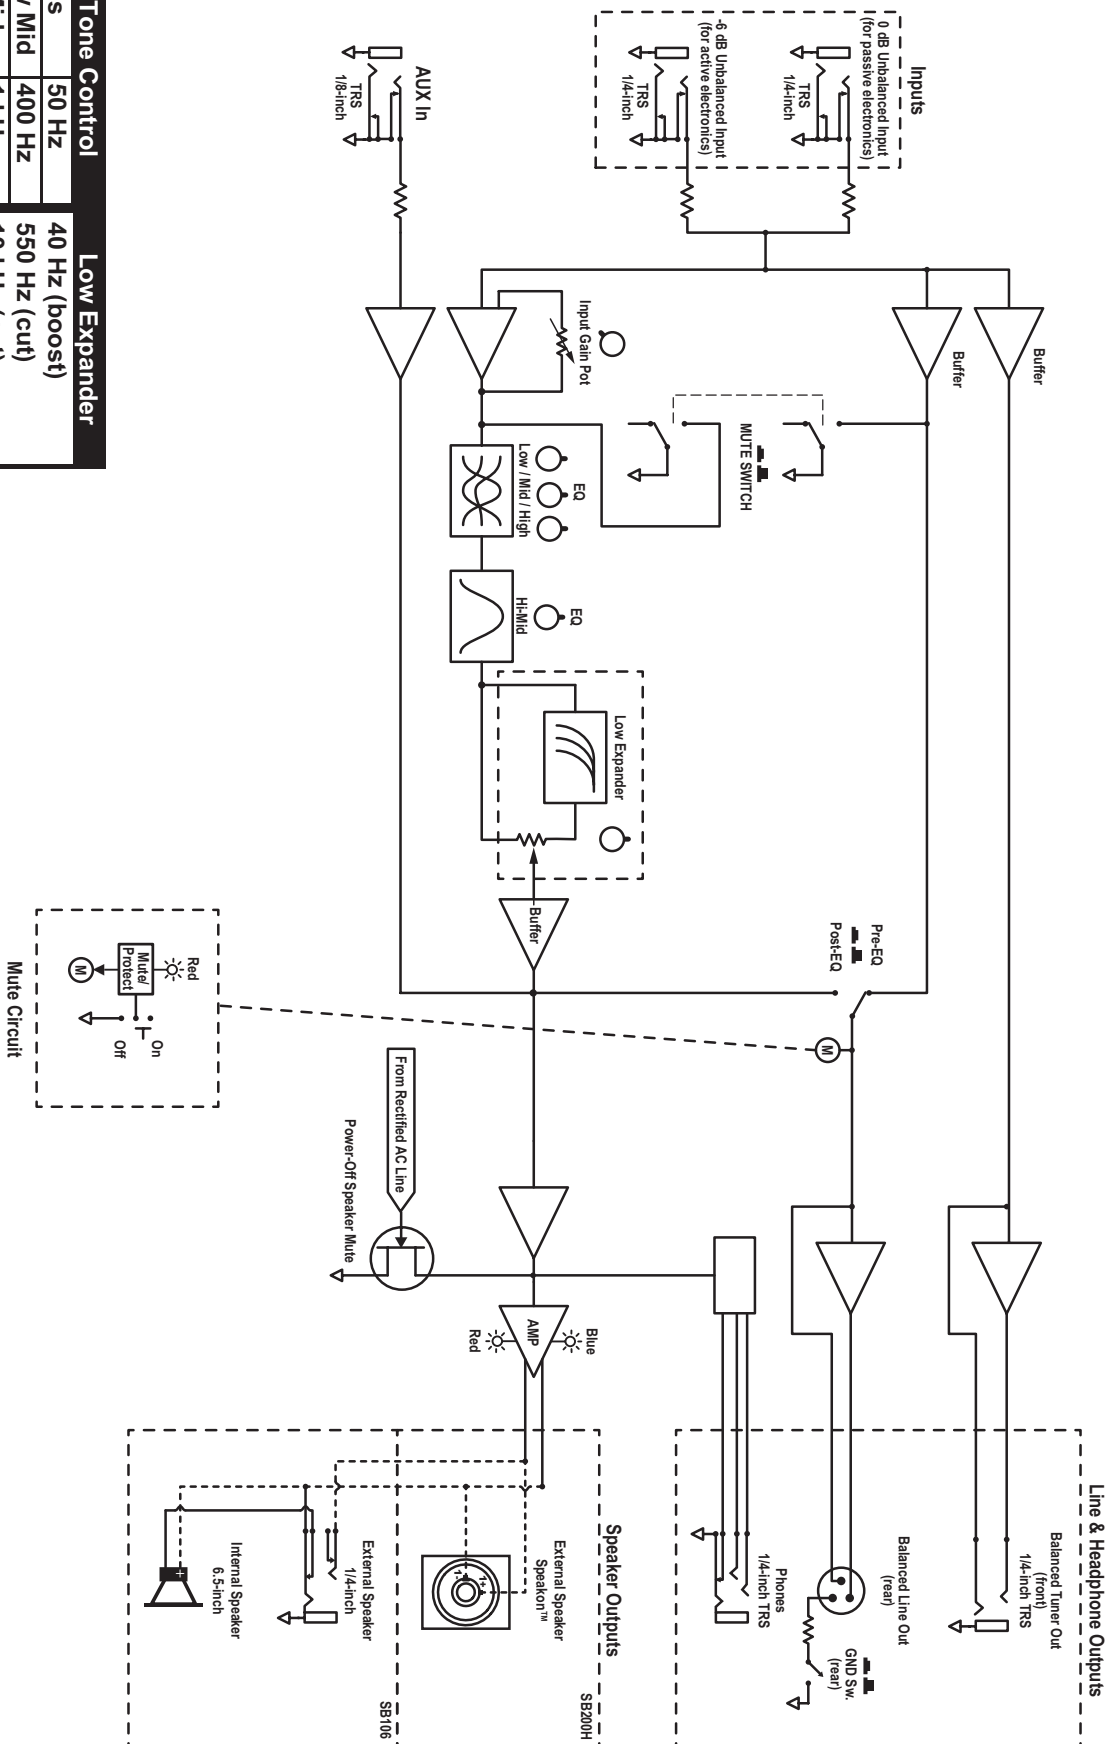 Inputs
0 dB Unbalanced Input
(for passive electronics)
TRS
1/4-inch
-6 dB Unbalanced Input
(for active electronics)
TRS
1/4-inch
AUX In
TRS
1/8-inch
Buffer
Buffer
Input Gain Pot
MUTE SWITCH
EQ
Low / Mid / High
EQ
Hi-Mid
Low Expander
Buffer
Pre-EQ
Post-EQ
M
Red
Mute/
Protect
M
On
Off
Mute Circuit
From Rectified AC Line
Power-Off Speaker Mute
Blue
AMP
Red
Line & Headphone Outputs
Balanced Tuner Out
(front)
1/4-inch TRS
Balanced Line Out
(rear)
GND Sw.
(rear)
Phones
1/4-inch TRS
Speaker Outputs
SB200H
External Speaker
Speakon™
1+
1-
SB106
External Speaker
1/4-inch
Internal Speaker
6.5-inch
+
Tone Control
Low Expander
50 Hz
40 Hz (boost)
Mid
400 Hz
550 Hz (cut)